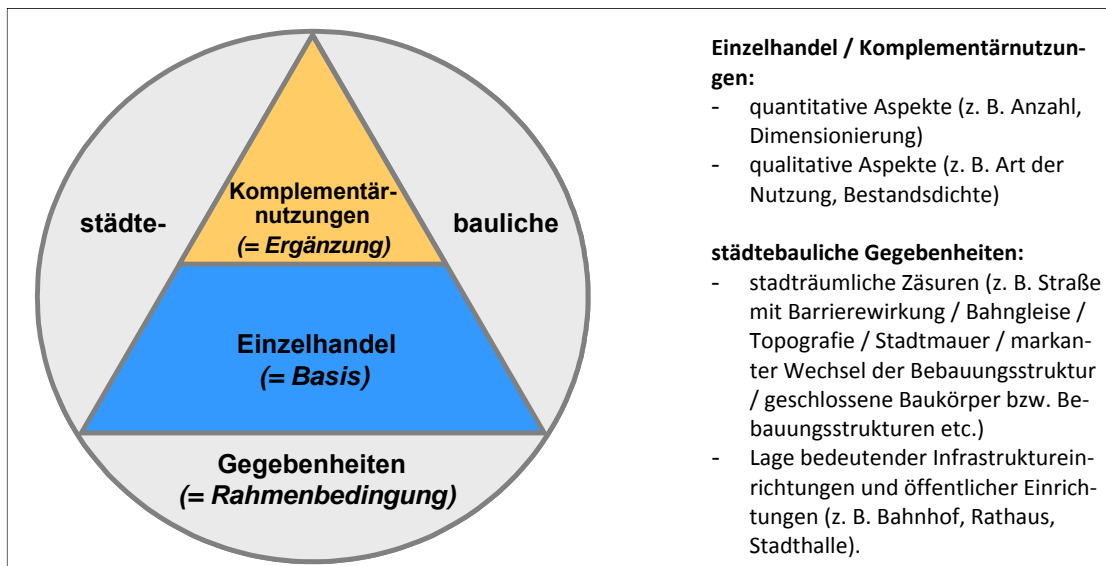 Komplementär-
nutzungen
(= Ergänzung)
städte-
bauliche
Einzelhandel
(= Basis)
Gegebenheiten
(= Rahmenbedingung)
Einzelhandel / Komplementärnutzun-
gen:
- quantitative Aspekte (z. B. Anzahl,
Dimensionierung)
- qualitative Aspekte (z. B. Art der
Nutzung, Bestandsdichte)
städtebauliche Gegebenheiten:
- stadträumliche Zäsuren (z. B. Straße
mit Barrierewirkung / Bahngleise /
Topografie / Stadtmauer / markan-
ter Wechsel der Bebauungsstruktur
/ geschlossene Baukörper bzw. Be-
bauungsstrukturen etc.)
- Lage bedeutender Infrastrukturein-
richtungen und öffentlicher Einrich-
tungen (z. B. Bahnhof, Rathaus,
Stadthalle).